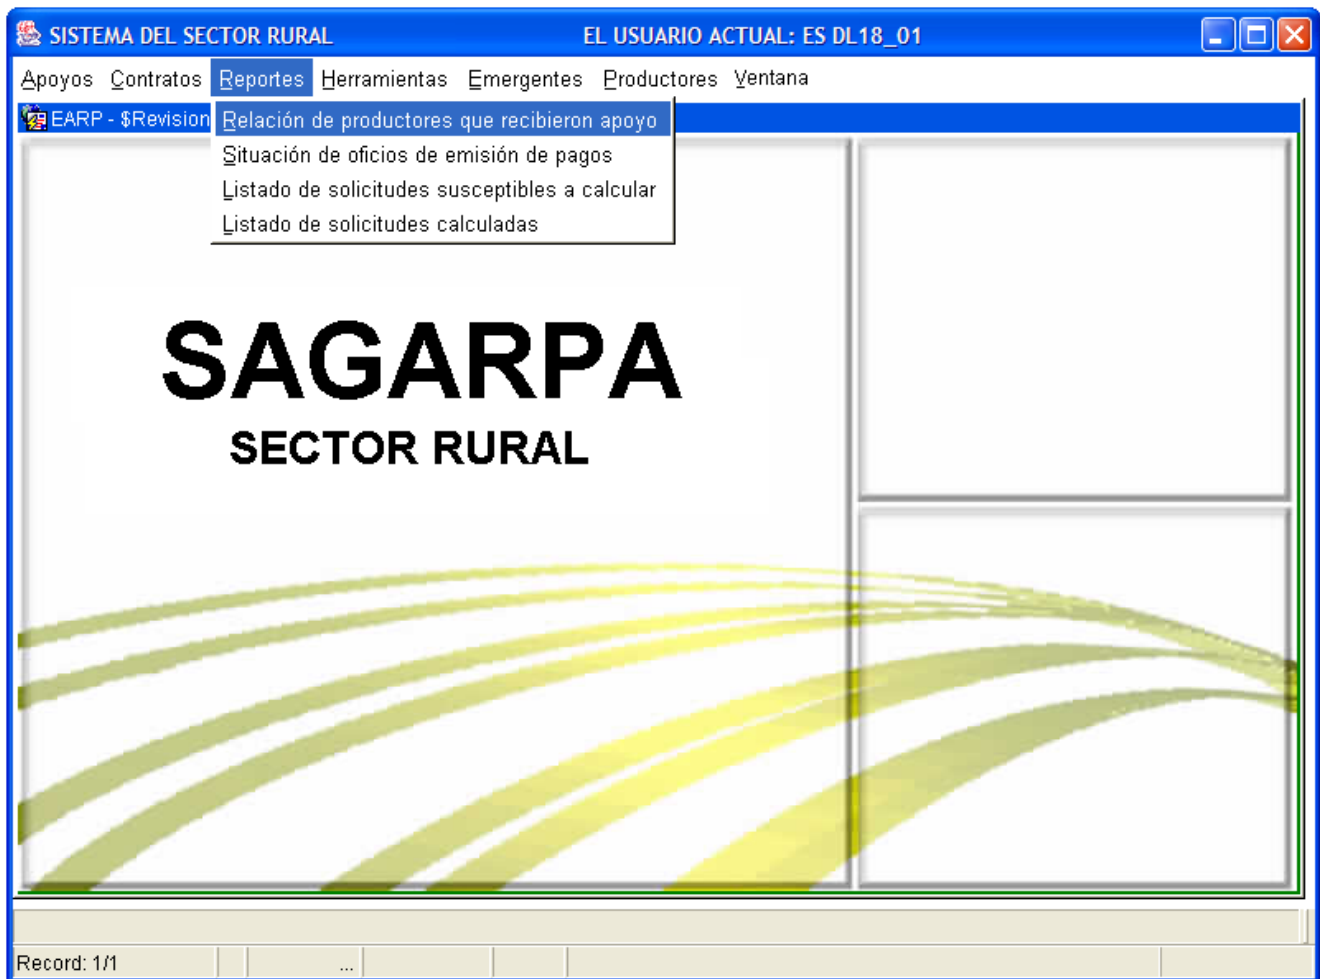 SISTEMA DEL SECTOR RURAL EL USUARIO ACTUAL: ES DL18_01
Apoyos Contratos Reportes Herramientas Emergentes Productores Ventana
EARP - $Revision
Relación de productores que recibieron apoyo
Situación de oficios de emisión de pagos
Listado de solicitudes susceptibles a calcular
Listado de solicitudes calculadas
SAGARPA
SECTOR RURAL
Record: 1/1
...